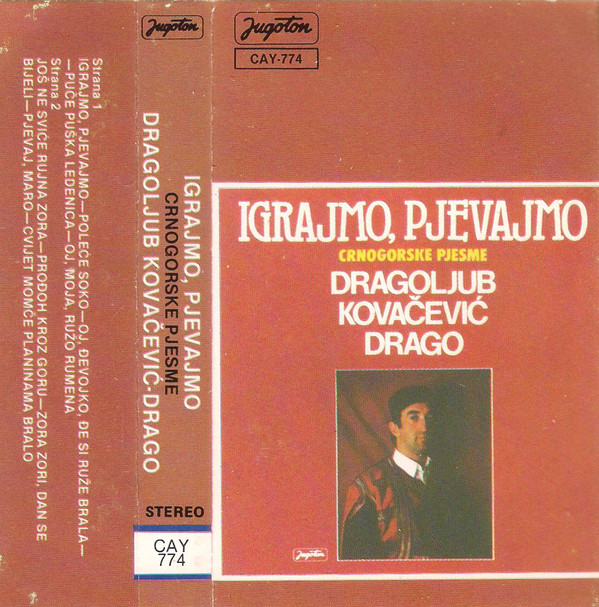 Strana 1
IGRAJMO, PJEVAJMO—POLEĆE SOKO—OJ, ĐEVOJKO, ĐE SI RUŽE BRALA—
—PUČE PUŠKA LEDENICA—OJ, MOJA, RUŽO RUMENA
Strana 2
JOŠ NE SVIĆE RUJNA ZORA—PROĐOH KROZ GORU—ZORA ZORI, DAN SE
BIJELI—PJEVAJ, MARO—CVIJET MOMČE PLANINAMA BRALO
Jugoton
IGRAJMO, PJEVAJMO
CRNOGORSKE PJESME
DRAGOLJUB KOVAČEVIĆ-DRAGO
STEREO
CAY
774
Jugoton
CAY-774
IGRAJMO, PJEVAJMO
CRNOGORSKE PJESME
DRAGOLJUB
KOVAČEVIĆ
DRAGO
Jugoton